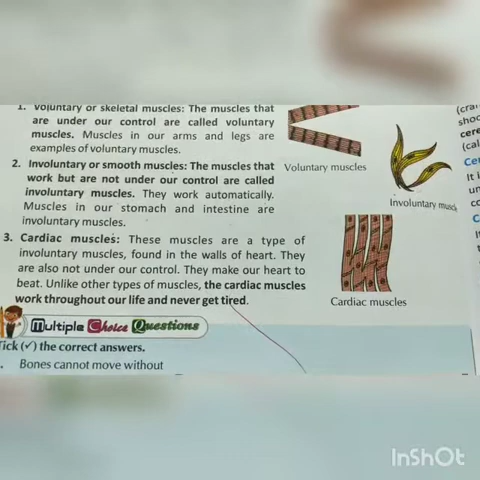 1. Voluntary or skeletal muscles: The muscles that
are under our control are called voluntary
muscles. Muscles in our arms and legs are
examples of voluntary muscles.
2. Involuntary or smooth muscles: The muscles that
work but are not under our control are called
involuntary muscles. They work automatically.
Muscles in our stomach and intestine are
involuntary muscles.
3. Cardiac muscles: These muscles are a type of
involuntary muscles, found in the walls of heart. They
are also not under our control. They make our heart to
beat. Unlike other types of muscles, the cardiac muscles
work throughout our life and never get tired.
Voluntary muscles
Involuntary
Cardiac muscles
Multiple Choice Questions
Tick (✓) the correct answers.
Bones cannot move without
InShOt